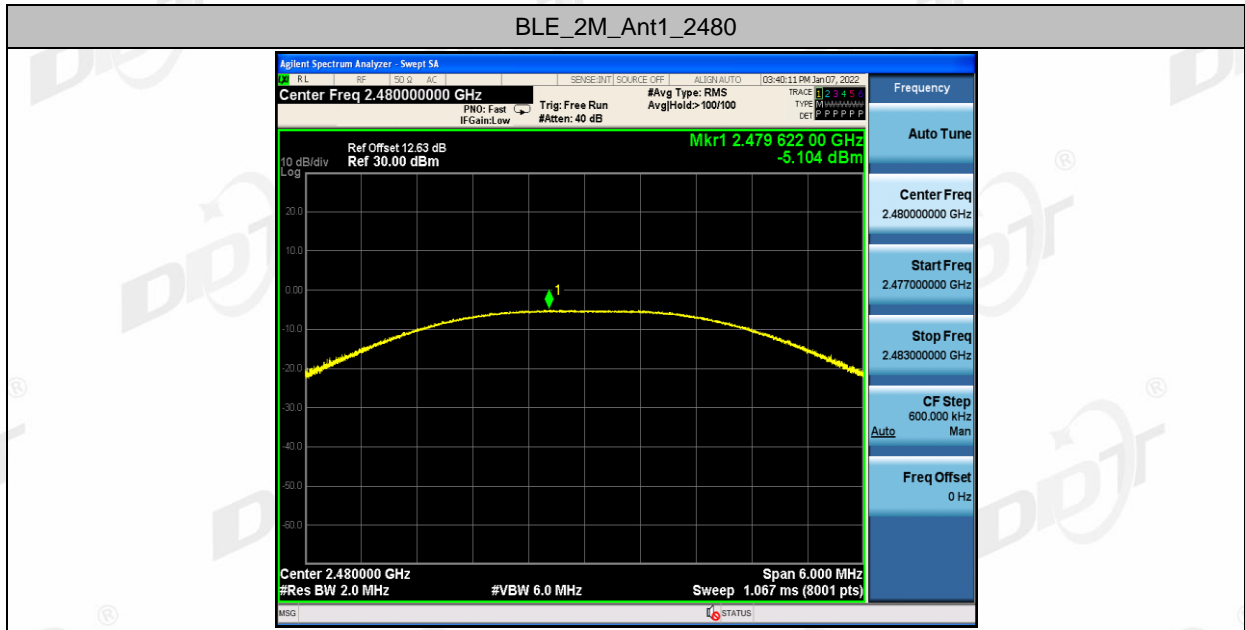 BLE_2M_Ant1_2480
Agilent Spectrum Analyzer - Swept SA
RL RF 50 Ω AC SENSE:INT SOURCE OFF ALIGN AUTO 03:40:11 PM Jan 07, 2022
Center Freq 2.480000000 GHz
PNO: Fast
IFGain:Low
Trig: Free Run
#Atten: 40 dB
#Avg Type: RMS
Avg|Hold:>100/100
TRACE 1 2 3 4 5 6
TYPE M
DET P P P P P P
Ref Offset 12.63 dB
10 dB/div Ref 30.00 dBm
Log
Mkr1 2.479 622 00 GHz
-5.104 dBm
20.0
10.0
0.00
-10.0
-20.0
-30.0
-40.0
-50.0
-60.0
1
Center 2.480000 GHz Span 6.000 MHz
#Res BW 2.0 MHz #VBW 6.0 MHz Sweep 1.067 ms (8001 pts)
MSG STATUS
Frequency
Auto Tune
Center Freq
2.480000000 GHz
Start Freq
2.477000000 GHz
Stop Freq
2.483000000 GHz
CF Step
600.000 kHz
Auto Man
Freq Offset
0 Hz